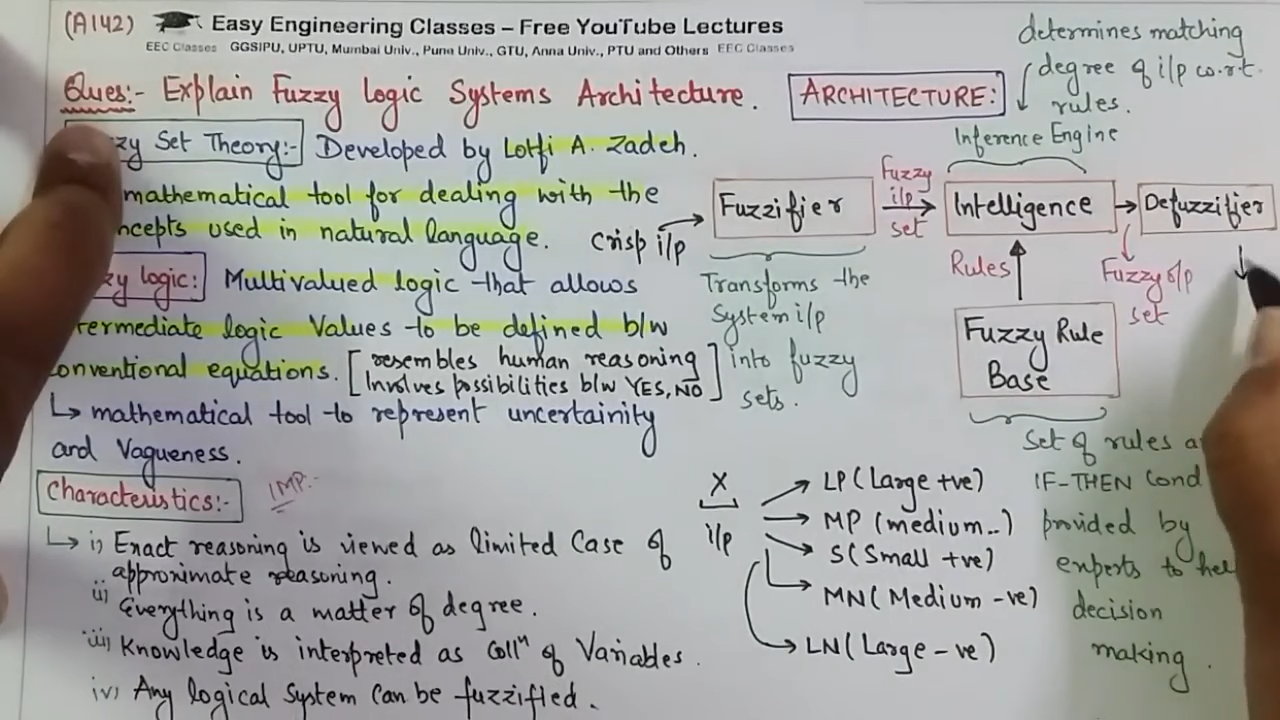 (A142) Easy Engineering Classes – Free YouTube Lectures
EEC Classes GGSIPU, UPTU, Mumbai Univ., Pune Univ., GTU, Anna Univ., PTU and Others EEC Classes
Ques:- Explain Fuzzy logic Systems Architecture.
zy Set Theory:- Developed by Lotfi A. Zadeh.
mathematical tool for dealing with the
ncepts used in natural language.
zy logic: Multivalued logic that allows
termediate logic Values to be defined b/w
onventional equations. [resembles human reasoning
Involves possibilities b/w YES, NO]
↳ mathematical tool to represent uncertainity
and Vagueness.
Characteristics:- IMP:-
↳ i) Exact reasoning is viewed as limited Case of
approximate reasoning.
ii) Everything is a matter of degree.
iii) Knowledge is interpreted as Collⁿ of Variables.
iv) Any logical System Can be fuzzified.
ARCHITECTURE:
determines matching
degree of i/p w.r.t.
rules.
Inference Engine
crisp i/p
Fuzzifier
Fuzzy
i/p
set
Intelligence
Defuzzifier
Transforms the
System i/p
into fuzzy
sets.
Rules
Fuzzy o/p
set
Fuzzy Rule
Base
Set of rules a
IF-THEN Cond
provided by
experts to hel
decision
making.
X
i/p
LP (Large +ve)
MP (medium..)
S (Small +ve)
MN (Medium -ve)
LN (Large -ve)